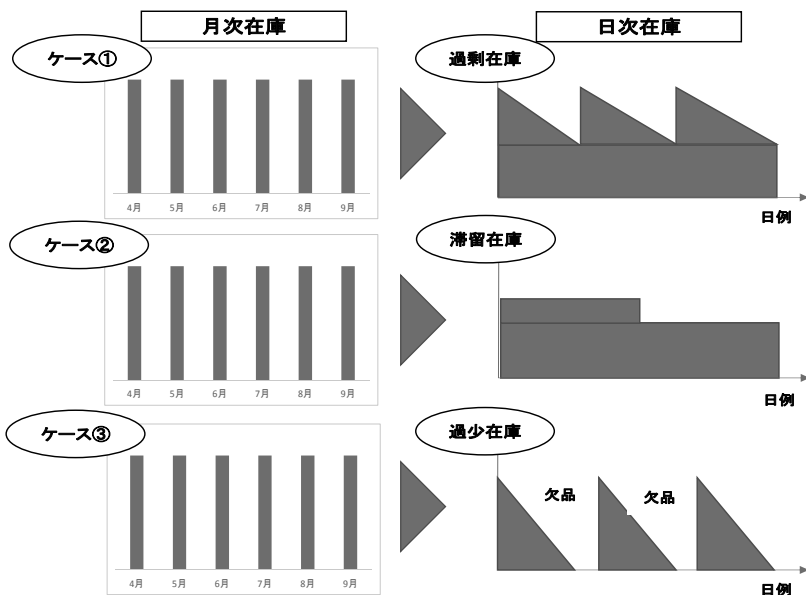 月次在庫
日次在庫
ケース①
4月 5月 6月 7月 8月 9月
過剰在庫
日例
ケース②
4月 5月 6月 7月 8月 9月
滞留在庫
日例
ケース③
4月 5月 6月 7月 8月 9月
過少在庫
欠品 欠品
日例